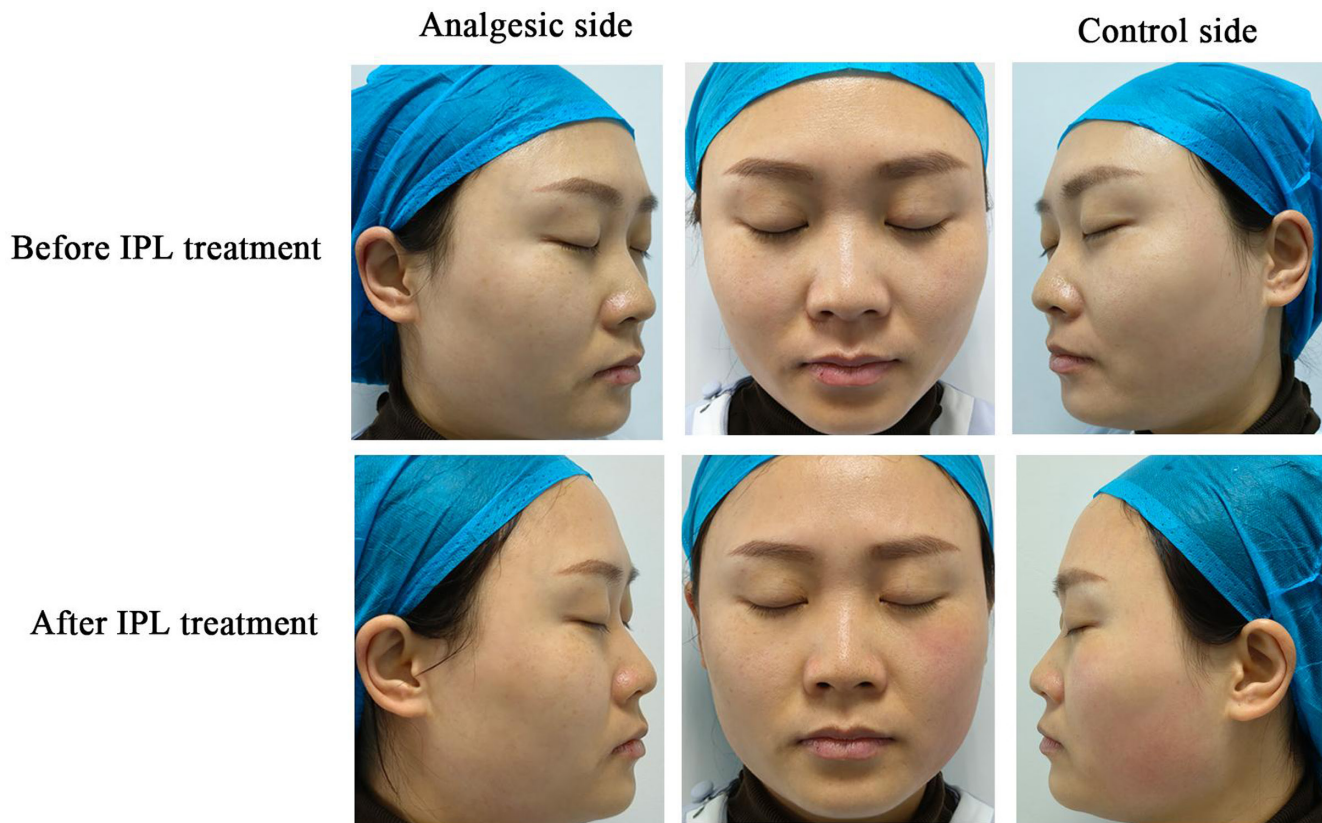 Analgesic side
Control side
Before IPL treatment
After IPL treatment